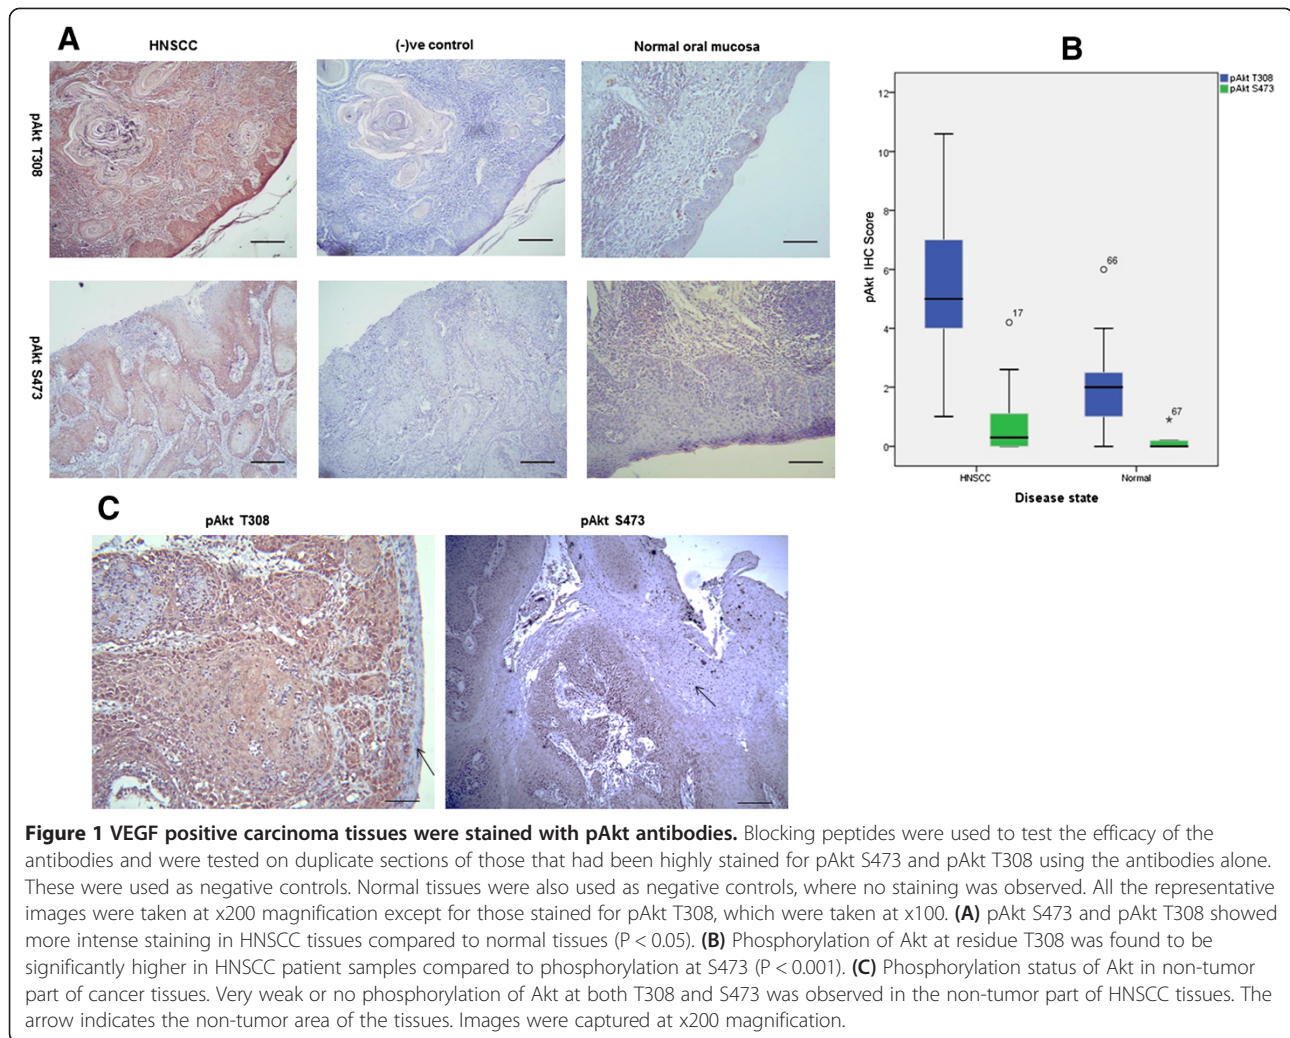 A
HNSCC
(-)ve control
Normal oral mucosa
pAkt T308
pAkt S473
B
pAkt T308
pAkt S473
pAkt IHC Score
12
10
8
6
4
2
0
17
66
67
HNSCC
Normal
Disease state
C
pAkt T308
pAkt S473
Figure 1 VEGF positive carcinoma tissues were stained with pAkt antibodies. Blocking peptides were used to test the efficacy of the
antibodies and were tested on duplicate sections of those that had been highly stained for pAkt S473 and pAkt T308 using the antibodies alone.
These were used as negative controls. Normal tissues were also used as negative controls, where no staining was observed. All the representative
images were taken at x200 magnification except for those stained for pAkt T308, which were taken at x100. (A) pAkt S473 and pAkt T308 showed
more intense staining in HNSCC tissues compared to normal tissues (P < 0.05). (B) Phosphorylation of Akt at residue T308 was found to be
significantly higher in HNSCC patient samples compared to phosphorylation at S473 (P < 0.001). (C) Phosphorylation status of Akt in non-tumor
part of cancer tissues. Very weak or no phosphorylation of Akt at both T308 and S473 was observed in the non-tumor part of HNSCC tissues. The
arrow indicates the non-tumor area of the tissues. Images were captured at x200 magnification.